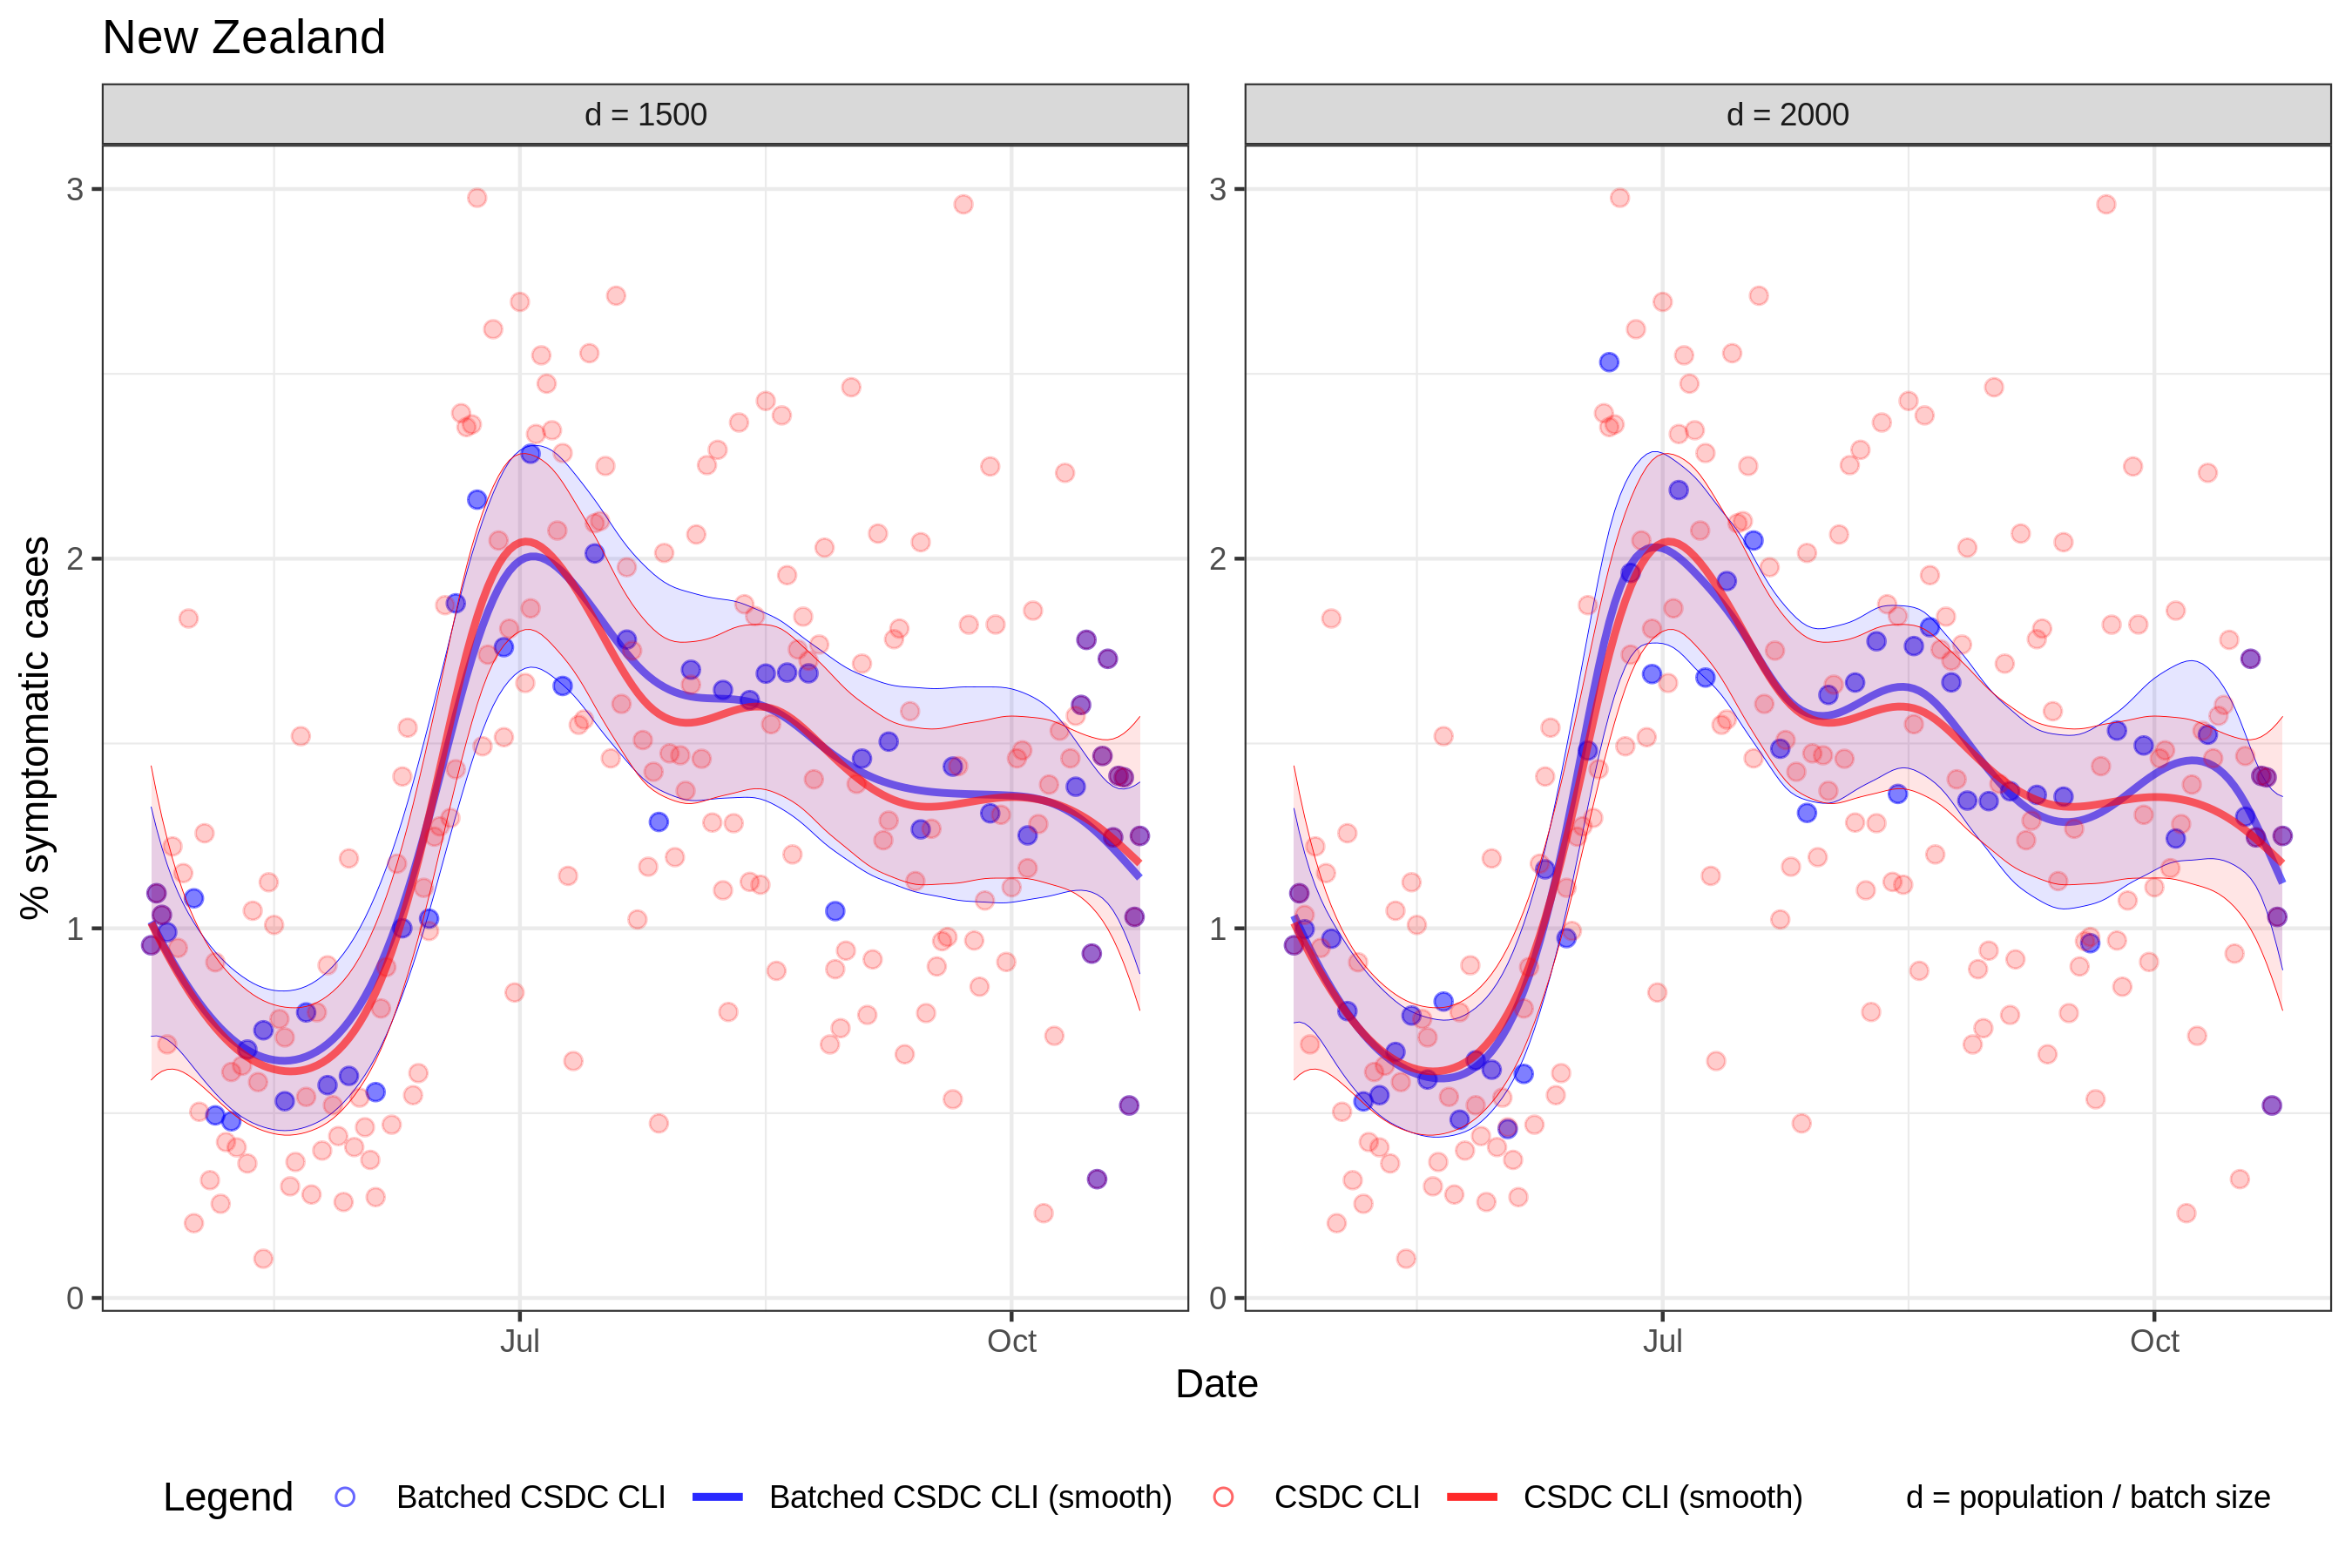 New Zealand
d = 1500
d = 2000
% symptomatic cases
3
2
1
0
3
2
1
0
Jul
Oct
Jul
Oct
Date
Legend Batched CSDC CLI Batched CSDC CLI (smooth) CSDC CLI CSDC CLI (smooth) d = population / batch size